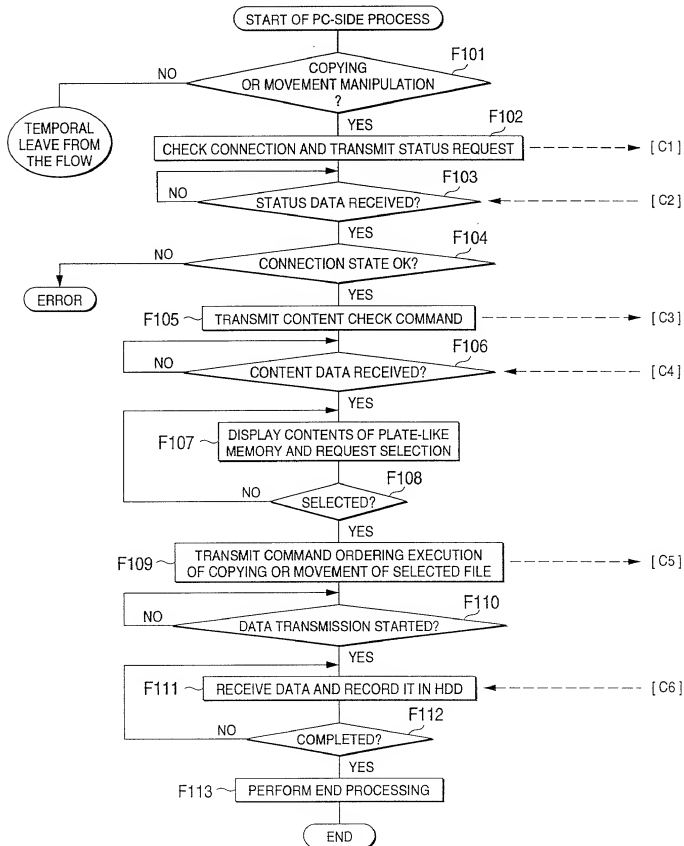 START OF PC-SIDE PROCESS
F101
COPYING
OR MOVEMENT MANIPULATION
?
NO
YES
TEMPORAL
LEAVE FROM
THE FLOW
F102
CHECK CONNECTION AND TRANSMIT STATUS REQUEST
[C1]
F103
STATUS DATA RECEIVED?
NO
[C2]
YES
F104
NO
CONNECTION STATE OK?
ERROR
YES
F105
TRANSMIT CONTENT CHECK COMMAND
[C3]
F106
CONTENT DATA RECEIVED?
NO
[C4]
YES
F107
DISPLAY CONTENTS OF PLATE-LIKE
MEMORY AND REQUEST SELECTION
F108
NO
SELECTED?
YES
F109
TRANSMIT COMMAND ORDERING EXECUTION
OF COPYING OR MOVEMENT OF SELECTED FILE
[C5]
F110
NO
DATA TRANSMISSION STARTED?
YES
F111
RECEIVE DATA AND RECORD IT IN HDD
[C6]
F112
NO
COMPLETED?
YES
F113
PERFORM END PROCESSING
END